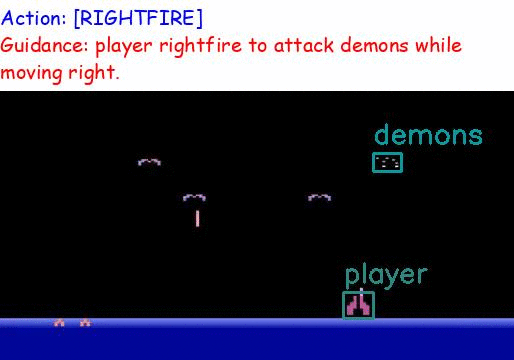 Action: [RIGHTFIRE]
Guidance: player rightfire to attack demons while
moving right.
demons
player